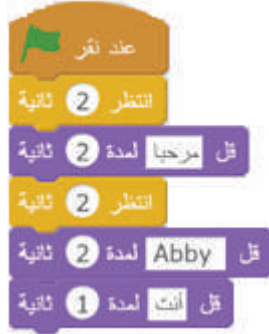 عند نقر
انتظر 2 ثانية
قل مرحبا لمدة 2 ثانية
انتظر 2 ثانية
قل Abby لمدة 2 ثانية
قل أنت لمدة 1 ثانية